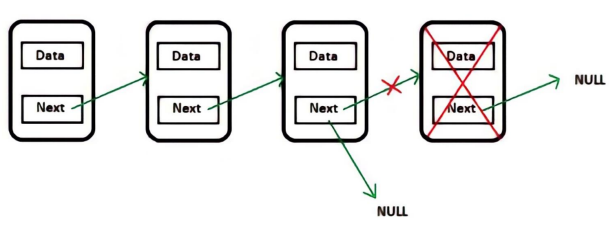 Data Data Data Data
NULL
Next Next Next Next
NULL